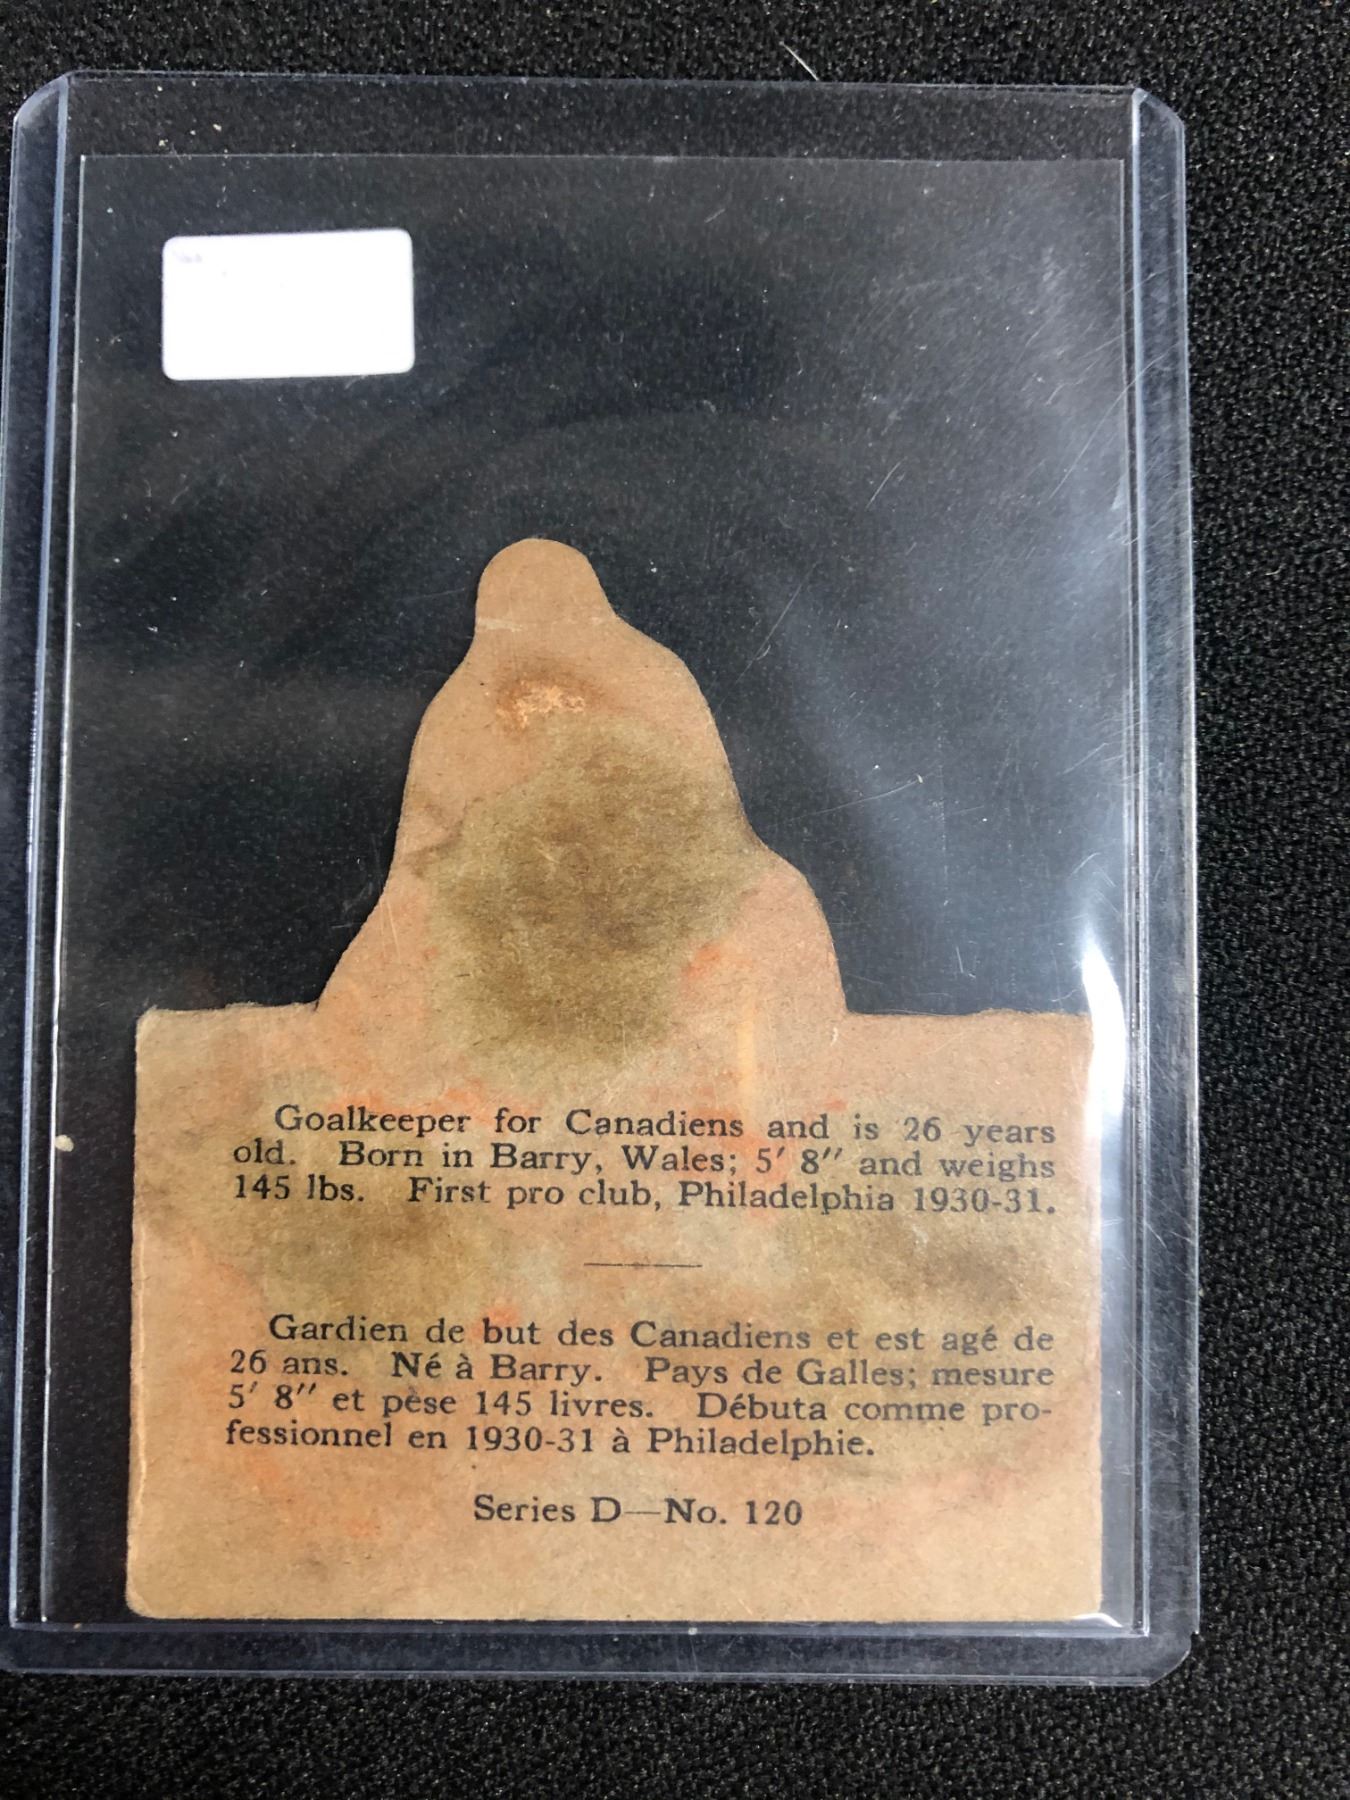 Goalkeeper for Canadiens and is 26 years
old. Born in Barry, Wales; 5′ 8″ and weighs
145 lbs. First pro club, Philadelphia 1930-31.
Gardien de but des Canadiens et est agé de
26 ans. Né à Barry. Pays de Galles; mesure
5′ 8″ et pèse 145 livres. Débuta comme pro-
fessionnel en 1930-31 à Philadelphie.
Series D—No. 120